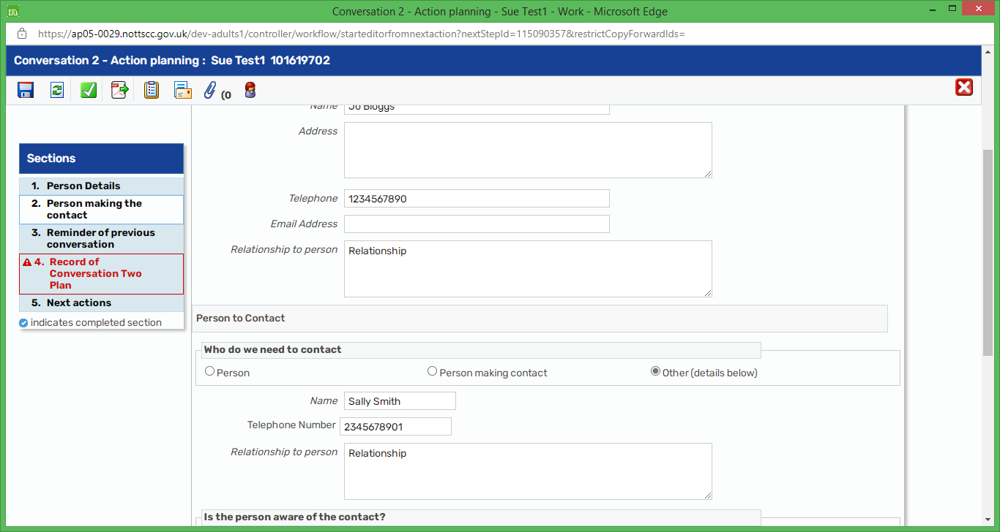 Conversation 2 - Action planning - Sue Test1 - Work - Microsoft Edge
https://ap05-0029.nottscc.gov.uk/dev-adults1/controller/workflow/starteditorfromnextaction?nextStepId=115090357&restrictCopyForwardIds=
Conversation 2 - Action planning : Sue Test1 101619702
(0
Sections
1. Person Details
2. Person making the
contact
3. Reminder of previous
conversation
4. Record of
Conversation Two
Plan
5. Next actions
indicates completed section
Name Jo Bloggs
Address
Telephone 1234567890
Email Address
Relationship to person Relationship
Person to Contact
Who do we need to contact
Person Person making contact Other (details below)
Name Sally Smith
Telephone Number 2345678901
Relationship to person Relationship
Is the person aware of the contact?